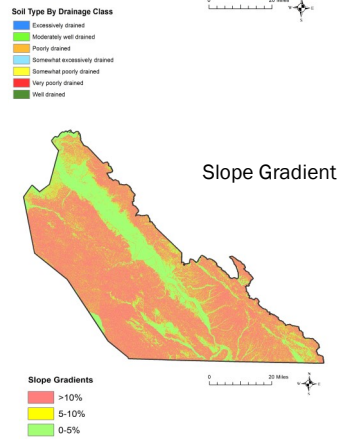 0
20 Miles
W
E
S
Soil Type By Drainage Class
Excessively drained
Moderately well drained
Poorly drained
Somewhat excessively drained
Somewhat poorly drained
Very poorly drained
Well drained
Slope Gradient
Slope Gradients
>10%
5-10%
0-5%
0
20 Miles
N
W
E
S